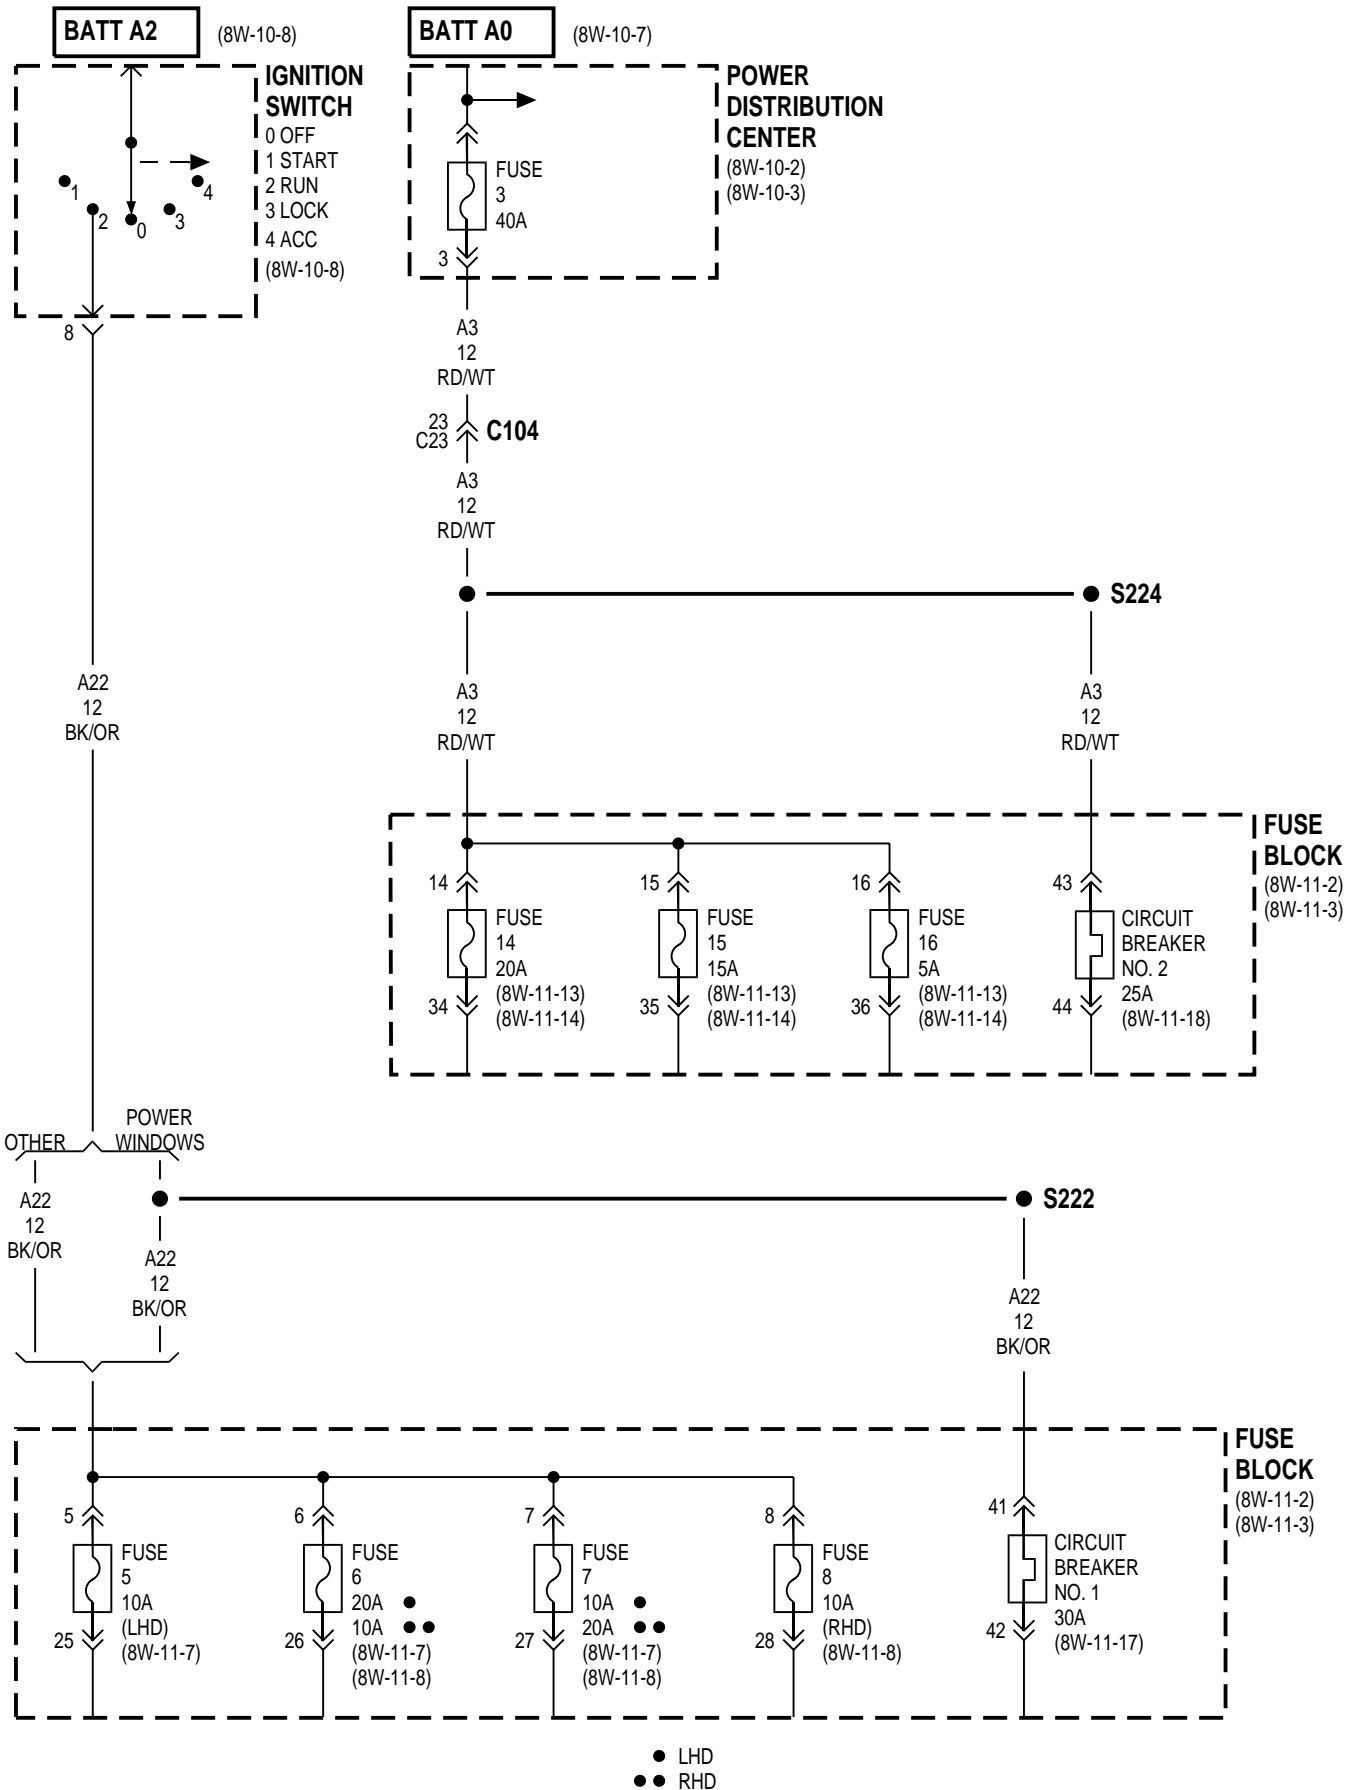 BATT A2
(8W-10-8)
BATT A0
(8W-10-7)
IGNITION
SWITCH
0 OFF
1 START
2 RUN
3 LOCK
4 ACC
(8W-10-8)
1
2
0
3
4
8
POWER
DISTRIBUTION
CENTER
(8W-10-2)
(8W-10-3)
FUSE
3
40A
3
A3
12
RD/WT
23
C23
C104
A3
12
RD/WT
S224
A22
12
BK/OR
A3
12
RD/WT
A3
12
RD/WT
FUSE
BLOCK
(8W-11-2)
(8W-11-3)
14
FUSE
14
20A
(8W-11-13)
(8W-11-14)
34
15
FUSE
15
15A
(8W-11-13)
(8W-11-14)
35
16
FUSE
16
5A
(8W-11-13)
(8W-11-14)
36
43
CIRCUIT
BREAKER
NO. 2
25A
(8W-11-18)
44
OTHER
POWER
WINDOWS
A22
12
BK/OR
A22
12
BK/OR
S222
A22
12
BK/OR
FUSE
BLOCK
(8W-11-2)
(8W-11-3)
5
FUSE
5
10A
(LHD)
(8W-11-7)
25
6
FUSE
6
20A ●
10A ●●
(8W-11-7)
(8W-11-8)
26
7
FUSE
7
10A ●
20A ●●
(8W-11-7)
(8W-11-8)
27
8
FUSE
8
10A
(RHD)
(8W-11-8)
28
41
CIRCUIT
BREAKER
NO. 1
30A
(8W-11-17)
42
● LHD
●● RHD